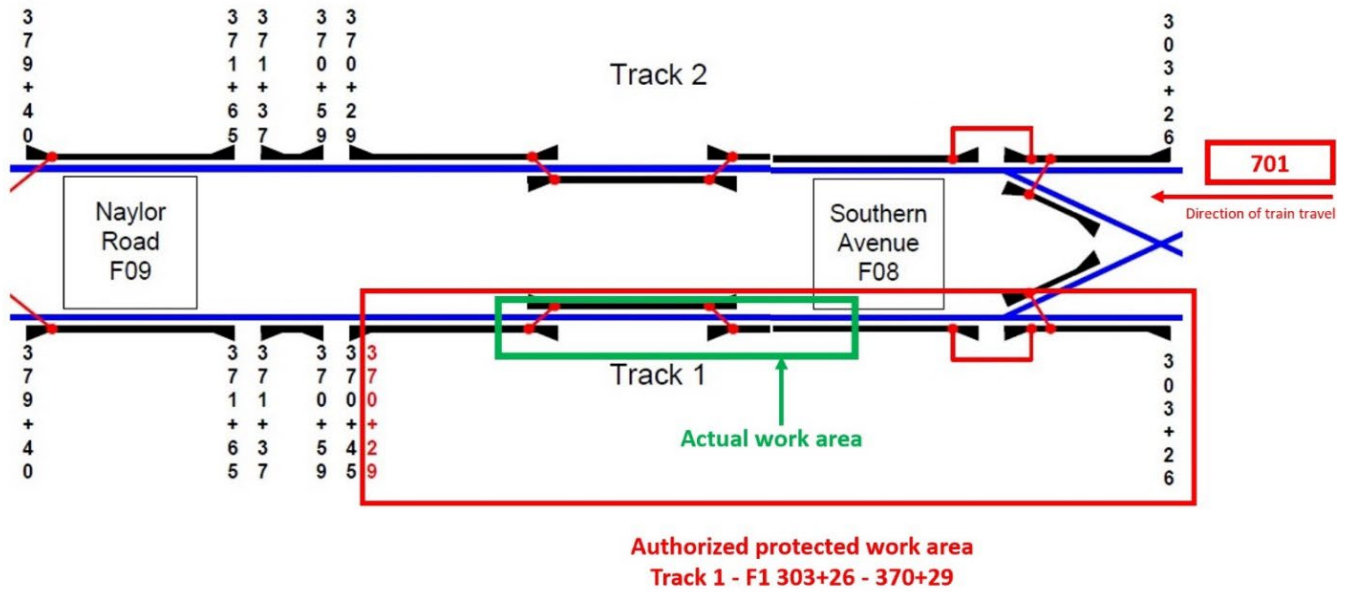 379+40
371+65
371+37
370+59
370+29
303+26
Track 2
701
Direction of train travel
Naylor
Road
F09
Southern
Avenue
F08
379+40
371+65
371+37
370+59
370+45
370+29
Track 1
303+26
Actual work area
Authorized protected work area
Track 1 - F1 303+26 - 370+29